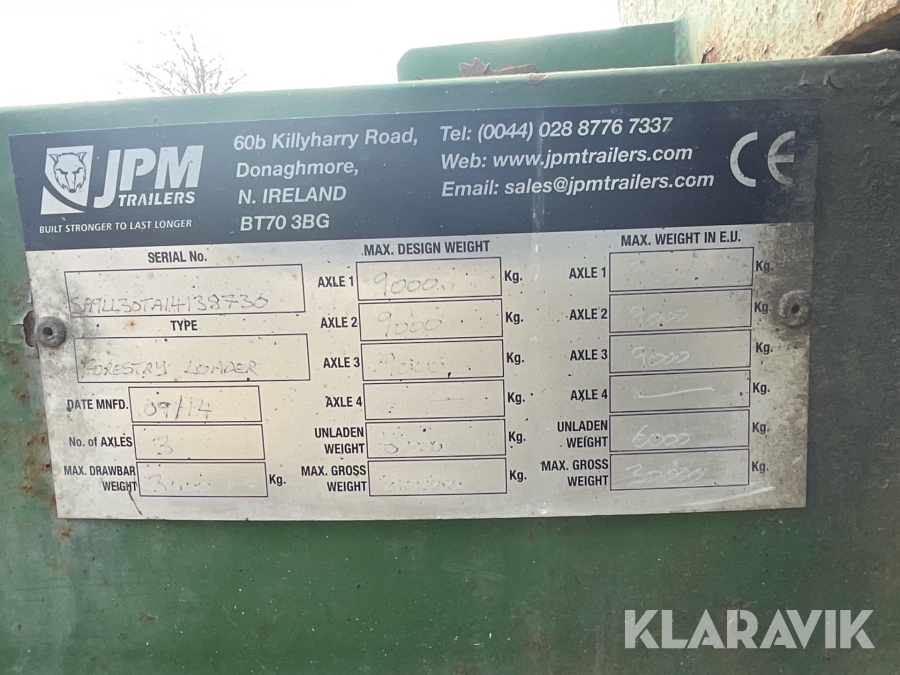 JPM
TRAILERS
BUILT STRONGER TO LAST LONGER
60b Killyharry Road,
Donaghmore,
N. IRELAND
BT70 3BG
Tel: (0044) 028 8776 7337
Web: www.jpmtrailers.com
Email: sales@jpmtrailers.com
CE
SERIAL No.
SA9LL30TA14138730
TYPE
FORESTRY LOADER
DATE MNFD. 09/14
No. of AXLES 3
MAX. DRAWBAR
WEIGHT Kg.
MAX. DESIGN WEIGHT
AXLE 1 9000 Kg.
AXLE 2 9000 Kg.
AXLE 3 9000 Kg.
AXLE 4 Kg.
UNLADEN
WEIGHT Kg.
MAX. GROSS
WEIGHT Kg.
MAX. WEIGHT IN E.U.
AXLE 1 Kg.
AXLE 2 Kg.
AXLE 3 9000 Kg.
AXLE 4 — Kg.
UNLADEN
WEIGHT 6000 Kg.
MAX. GROSS
WEIGHT 30000 Kg.
KLARAVIK